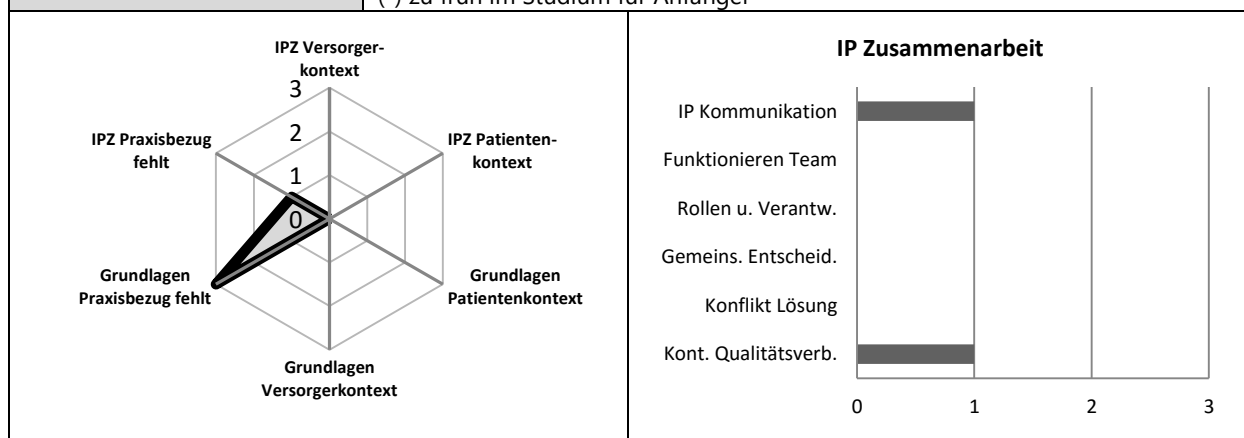 (-) zu früh im Studium für Anfänger
IPZ Versorger-
kontext
3
2
1
0
IPZ Praxisbezug
fehlt
IPZ Patienten-
kontext
Grundlagen
Praxisbezug fehlt
Grundlagen
Patientenkontext
Grundlagen
Versorgerkontext
IP Zusammenarbeit
IP Kommunikation
Funktionieren Team
Rollen u. Verantw.
Gemeins. Entscheid.
Konflikt Lösung
Kont. Qualitätsverb.
0 1 2 3